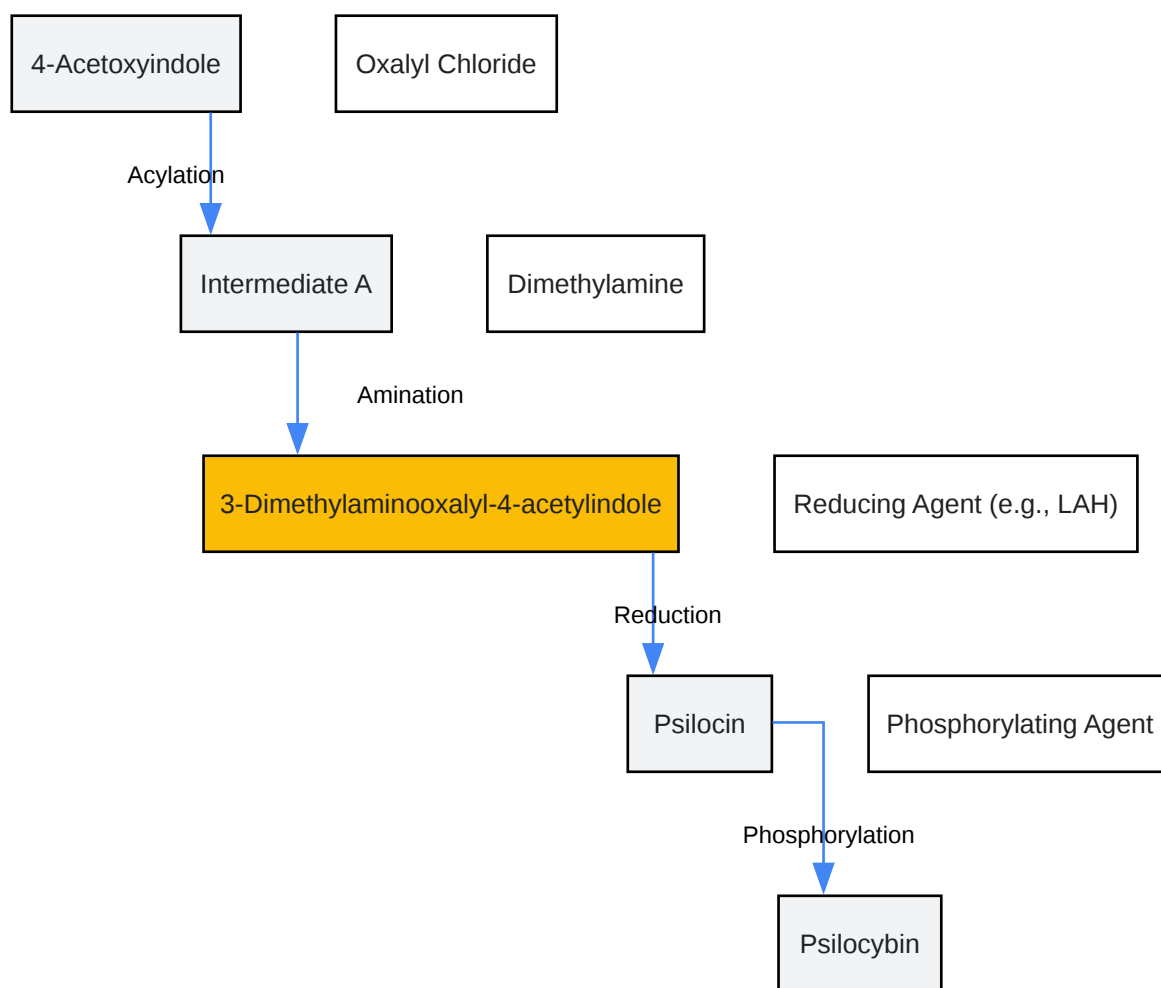 4-Acetoxyindole
Oxalyl Chloride
Acylation
Intermediate A
Dimethylamine
Amination
3-Dimethylaminooxalyl-4-acetylindole
Reducing Agent (e.g., LAH)
Reduction
Psilocin
Phosphorylating Agent
Phosphorylation
Psilocybin